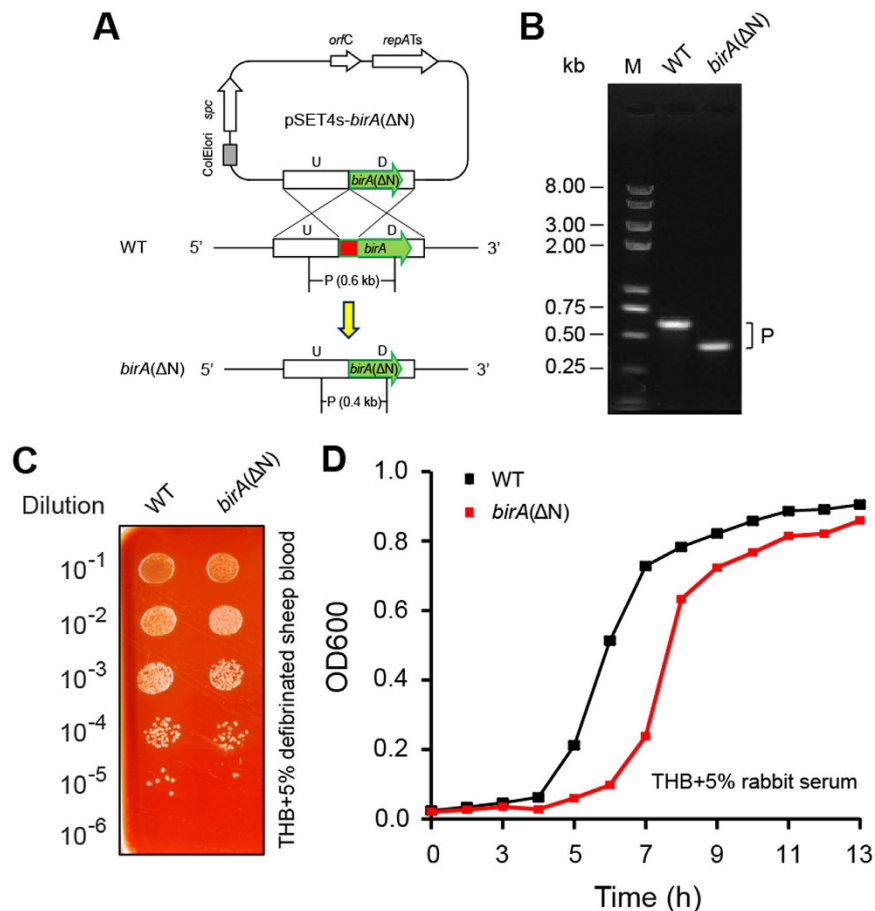 A
orfC
repATs
spc
ColEIori
pSET4s-birA(ΔN)
U
D
birA(ΔN)
WT
5’
U
D
birA
3’
P (0.6 kb)
birA(ΔN)
5’
U
D
birA(ΔN)
3’
P (0.4 kb)
B
kb
M
WT
birA(ΔN)
8.00
3.00
2.00
0.75
0.50
0.25
P
C
Dilution
WT
birA(ΔN)
10-1
10-2
10-3
10-4
10-5
10-6
THB+5% defibrinated sheep blood
D
WT
birA(ΔN)
OD600
1.0
0.8
0.6
0.4
0.2
0.0
THB+5% rabbit serum
0 3 5 7 9 11 13
Time (h)